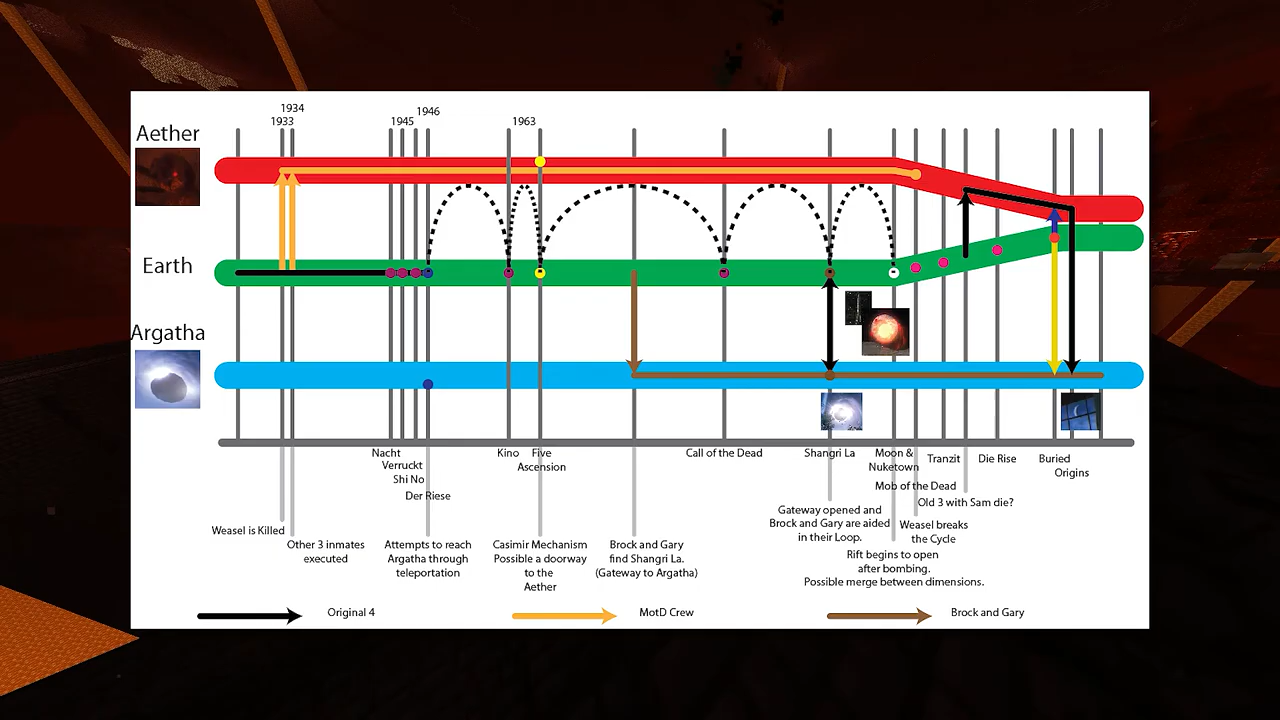 1934
1933
1946
1945
1963
Aether
Earth
Argatha
Nacht
Verruckt
Shi No
Der Riese
Kino
Five
Ascension
Call of the Dead
Shangri La
Moon &
Nuketown
Tranzit
Die Rise
Buried
Origins
Mob of the Dead
Old 3 with Sam die?
Weasel is Killed
Other 3 inmates
executed
Attempts to reach
Argatha through
teleportation
Casimir Mechanism
Possible a doorway
to the
Aether
Brock and Gary
find Shangri La.
(Gateway to Argatha)
Gateway opened and
Brock and Gary are aided
in their Loop.
Weasel breaks
the Cycle
Rift begins to open
after bombing.
Possible merge between dimensions.
Original 4
MotD Crew
Brock and Gary